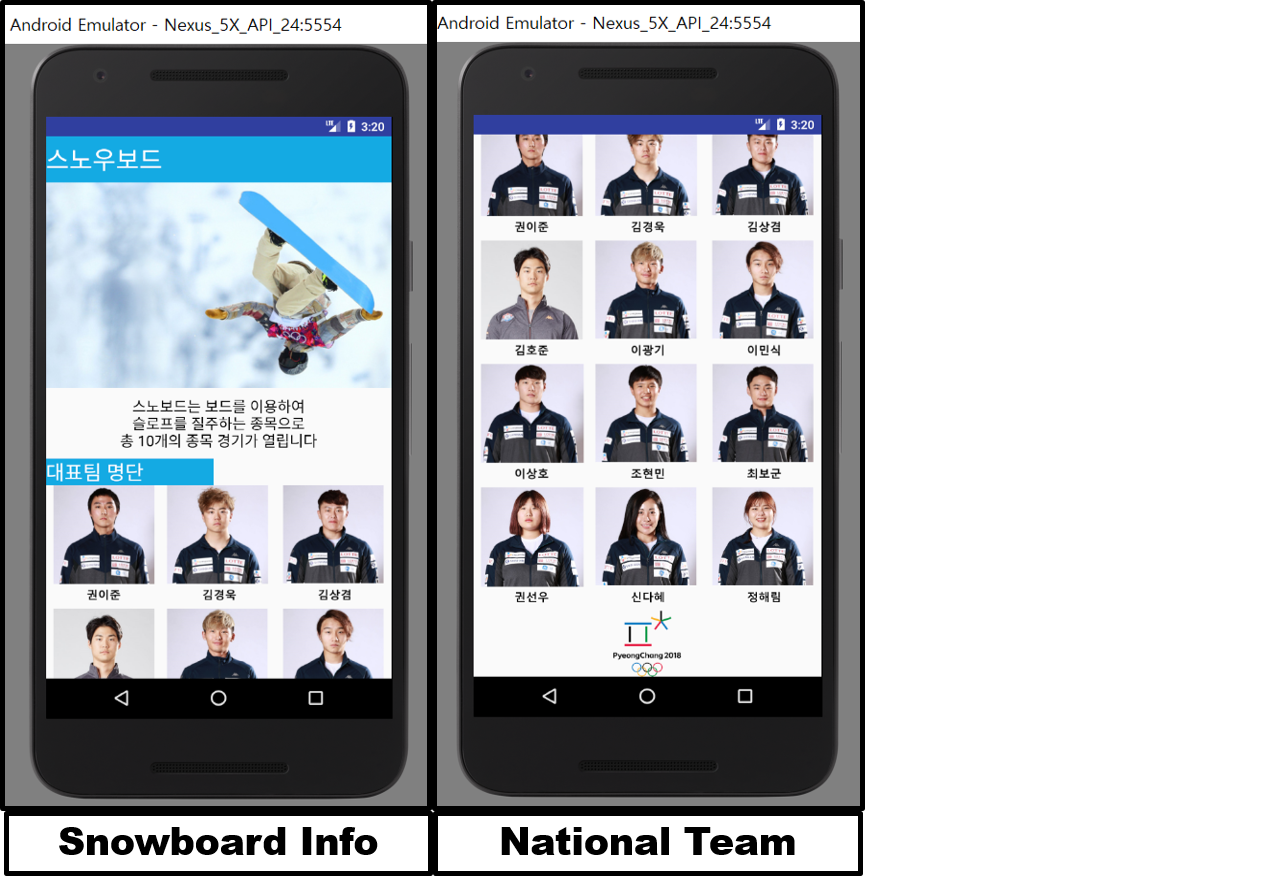 Android Emulator - Nexus_5X_API_24:5554
LTE 3:20
스노우보드
스노보드는 보드를 이용하여
슬로프를 질주하는 종목으로
총 10개의 종목 경기가 열립니다
대표팀 명단
권이준 김경욱 김상겸
Snowboard Info
Android Emulator - Nexus_5X_API_24:5554
LTE 3:20
권이준 김경욱 김상겸
김호준 이광기 이민식
이상호 조현민 최보군
권선우 신다혜 정해림
PyeongChang 2018
National Team